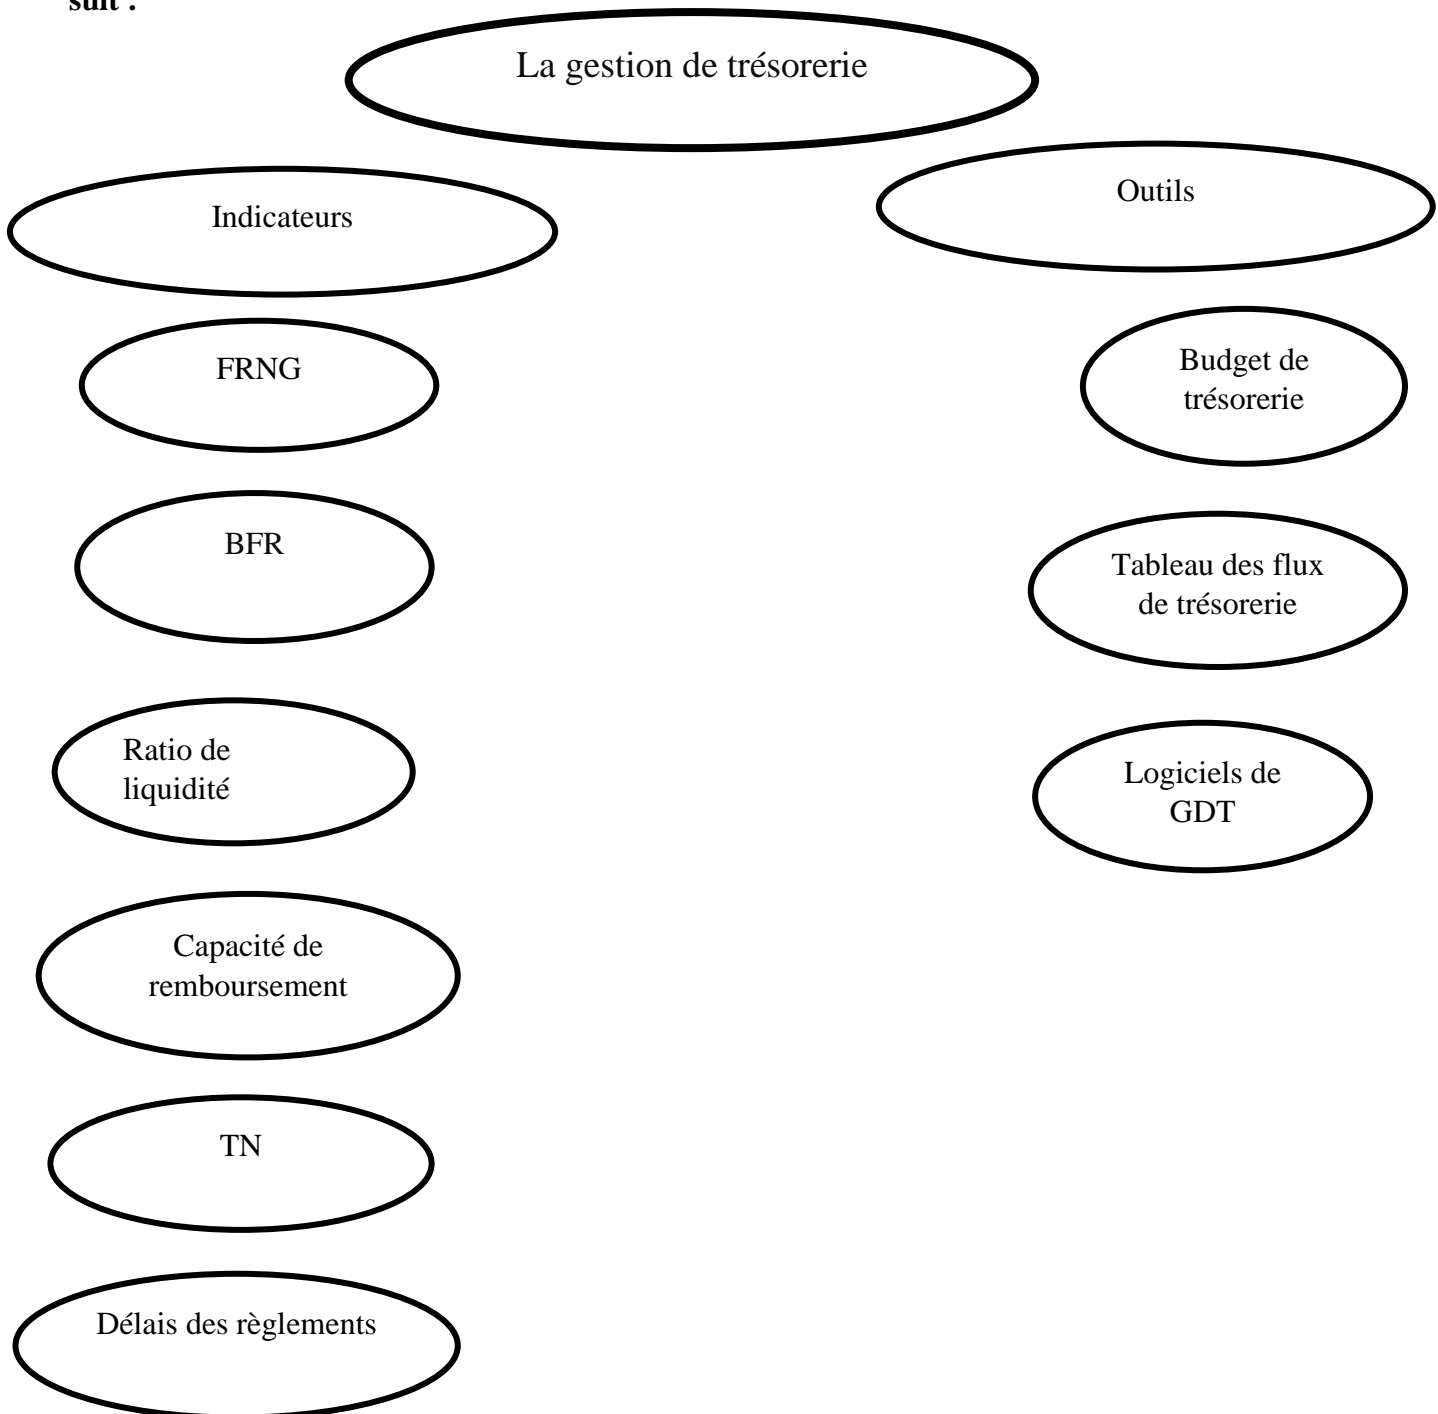 suit :
La gestion de trésorerie
Indicateurs
Outils
FRNG
Budget de
trésorerie
BFR
Tableau des flux
de trésorerie
Ratio de
liquidité
Logiciels de
GDT
Capacité de
remboursement
TN
Délais des règlements